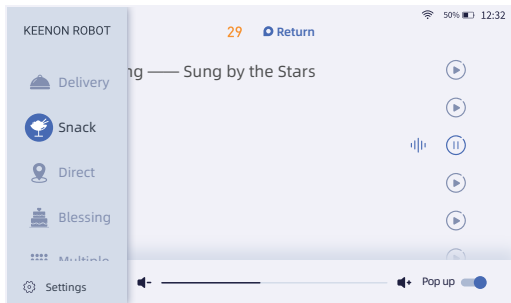 50% 12:32
KEENON ROBOT
29 Return
ng —— Sung by the Stars
Delivery
Snack
Direct
Blessing
Multiple
Settings
Pop up